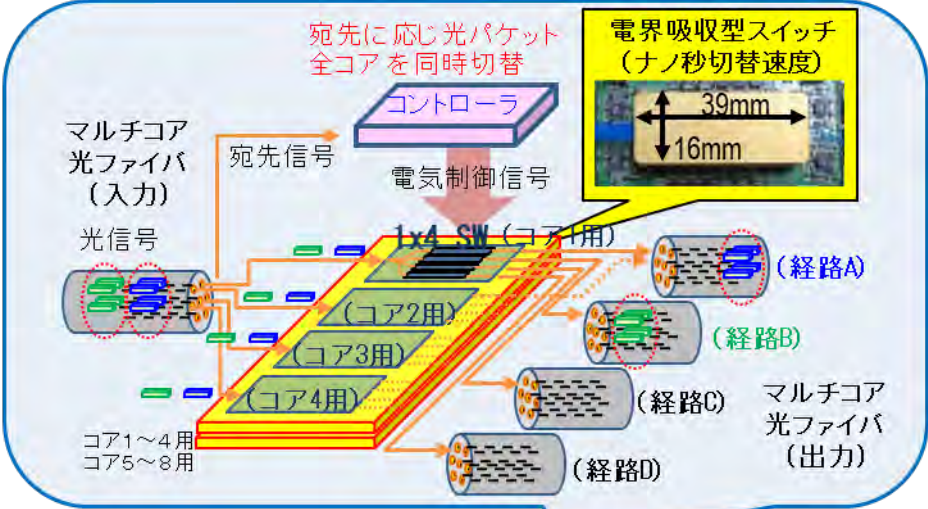 宛先に応じ光パケット
全コアを同時切替
電界吸収型スイッチ
(ナノ秒切替速度)
39mm
16mm
コントローラ
マルチコア
光ファイバ
(入力)
宛先信号
電気制御信号
光信号
1x4 SW (コア1用)
(コア2用)
(コア3用)
(コア4用)
コア1~4用
コア5~8用
(経路A)
(経路B)
(経路C)
(経路D)
マルチコア
光ファイバ
(出力)